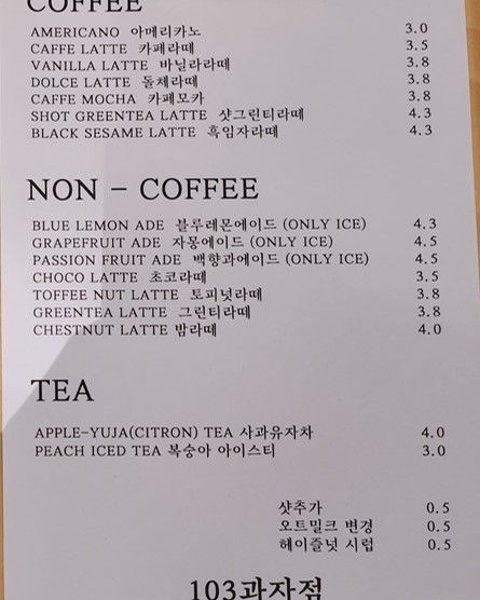 COFFEE
AMERICANO 아메리카노 3.0
CAFFE LATTE 카페라떼 3.5
VANILLA LATTE 바닐라라떼 3.8
DOLCE LATTE 돌체라떼 3.8
CAFFE MOCHA 카페모카 3.8
SHOT GREENTEA LATTE 샷그린티라떼 4.3
BLACK SESAME LATTE 흑임자라떼 4.3
NON - COFFEE
BLUE LEMON ADE 블루레몬에이드 (ONLY ICE) 4.3
GRAPEFRUIT ADE 자몽에이드 (ONLY ICE) 4.5
PASSION FRUIT ADE 백향과에이드 (ONLY ICE) 4.5
CHOCO LATTE 초코라떼 3.5
TOFFEE NUT LATTE 토피넛라떼 3.8
GREENTEA LATTE 그린티라떼 3.8
CHESTNUT LATTE 밤라떼 4.0
TEA
APPLE-YUJA(CITRON) TEA 사과유자차 4.0
PEACH ICED TEA 복숭아 아이스티 3.0
샷추가 0.5
오트밀크 변경 0.5
헤이즐넛 시럽 0.5
103과자점